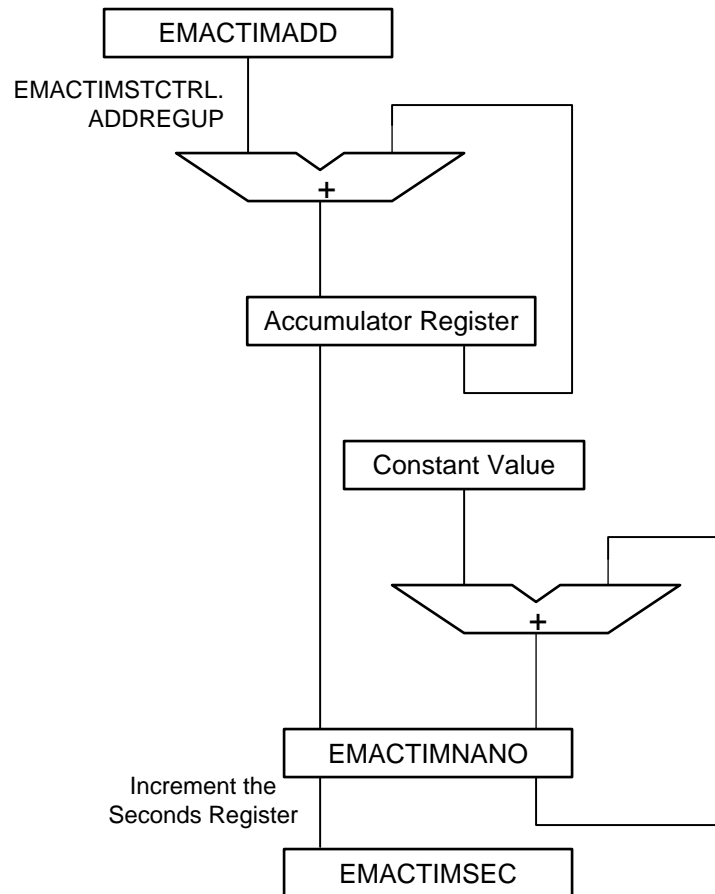 EMACTIMADD
EMACTIMSTCTRL.
ADDREGUP
+
Accumulator Register
Constant Value
+
EMACTIMNANO
Increment the
Seconds Register
EMACTIMSEC